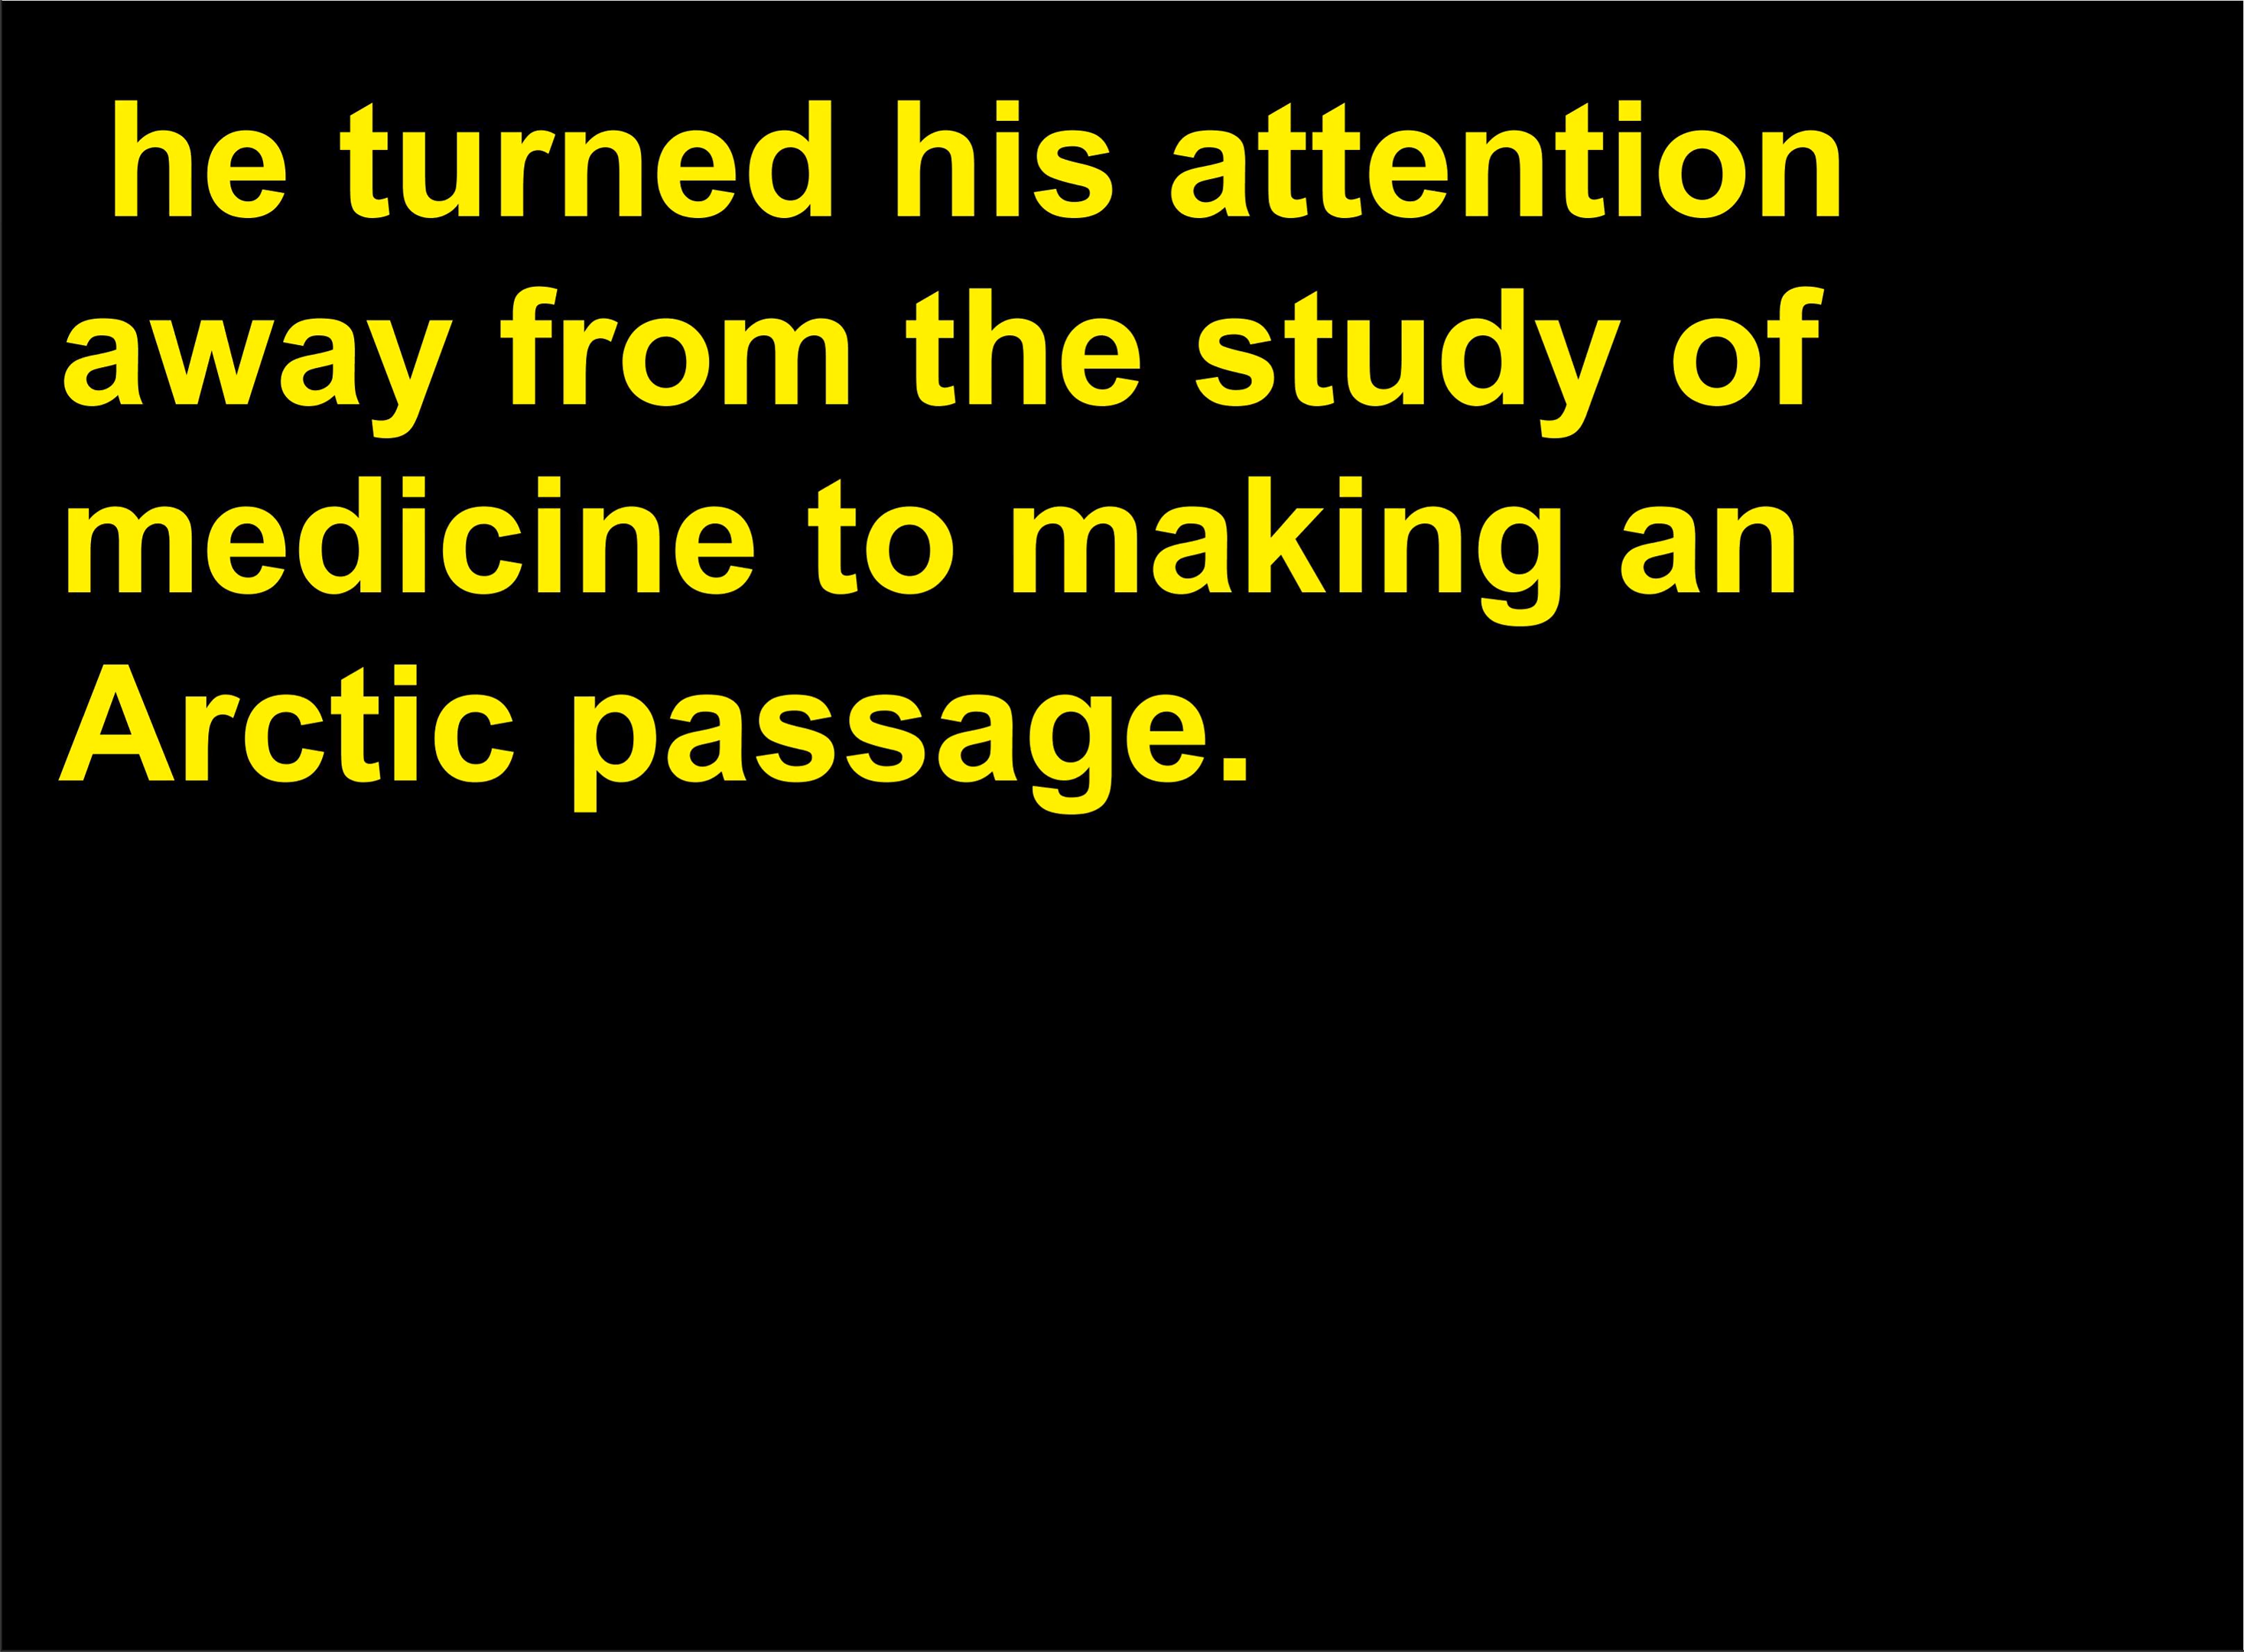 he turned his attention
away from the study of
medicine to making an
Arctic passage.